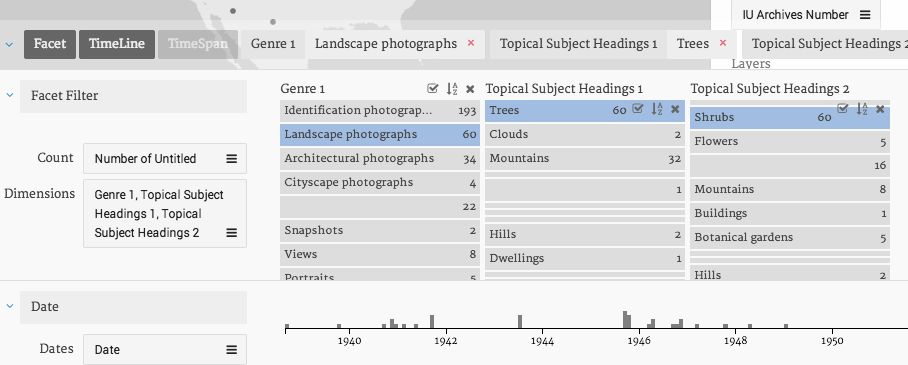 IU Archives Number
Facet TimeLine TimeSpan Genre 1 Landscape photographs × Topical Subject Headings 1 Trees × Topical Subject Headings 2
Layers
Facet Filter
Count Number of Untitled
Dimensions Genre 1, Topical Subject
Headings 1, Topical
Subject Headings 2
Genre 1
Identification photograp... 193
Landscape photographs 60
Architectural photographs 34
Cityscape photographs 4
22
Snapshots 2
Views 8
Portraits 5
Topical Subject Headings 1
Trees 60
Clouds 2
Mountains 32
1
Hills 2
Dwellings 1
Topical Subject Headings 2
Shrubs 60
Flowers 5
16
Mountains 8
Buildings 1
Botanical gardens 5
Hills 2
Date
Dates Date
1940 1942 1944 1946 1948 1950